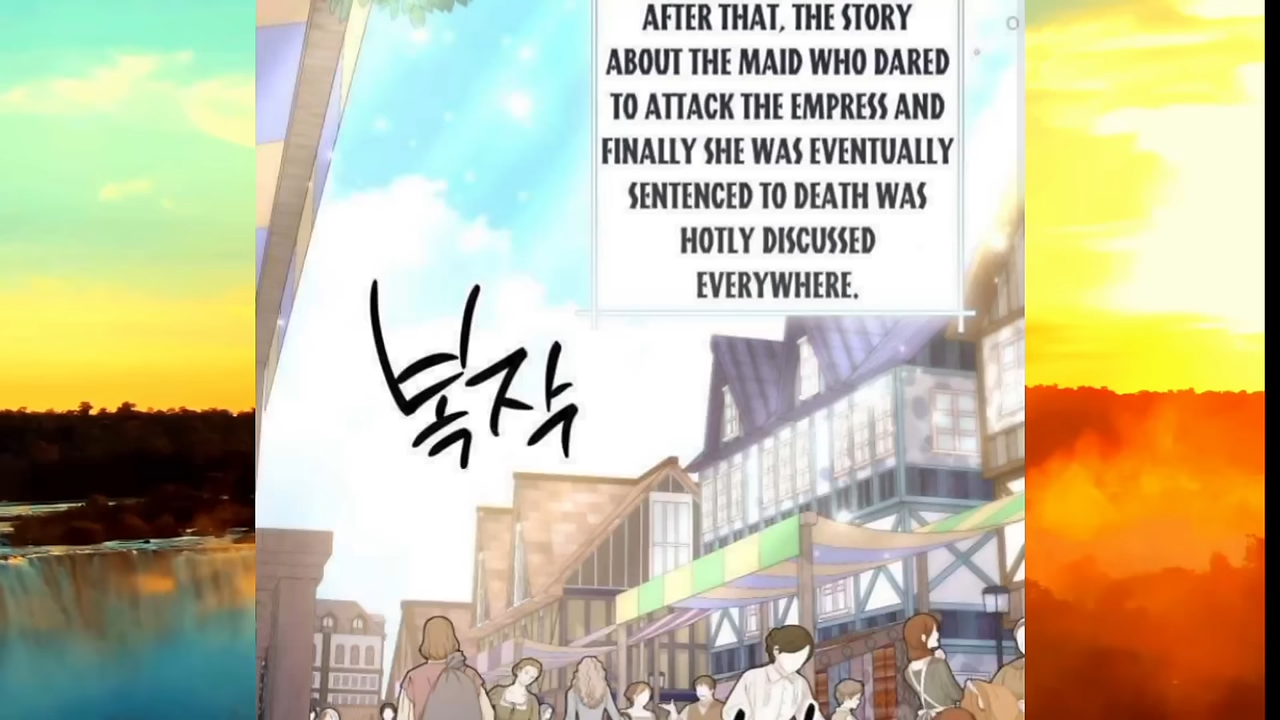 AFTER THAT, THE STORY
ABOUT THE MAID WHO DARED
TO ATTACK THE EMPRESS AND
FINALLY SHE WAS EVENTUALLY
SENTENCED TO DEATH WAS
HOTLY DISCUSSED
EVERYWHERE.
복작